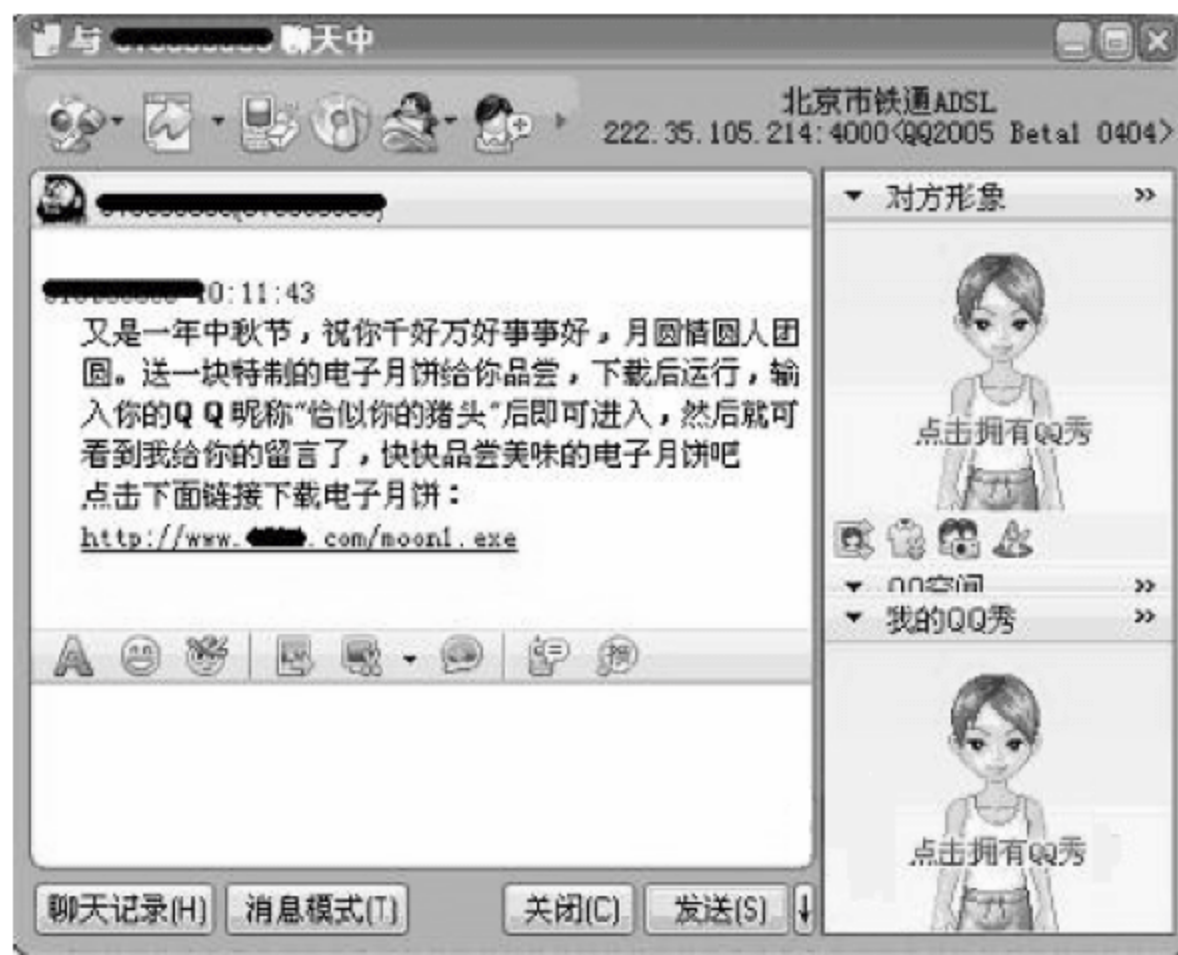 与 聊天中
北京市铁通ADSL
222.35.105.214:4000<QQ2005 Beta1 0404>
10:11:43
又是一年中秋节，祝你千好万好事事好，月圆情圆人团
圆。送一块特制的电子月饼给你品尝，下载后运行，输
入你的QQ昵称“恰似你的猪头”后即可进入，然后就可
看到我给你的留言了，快快品尝美味的电子月饼吧
点击下面链接下载电子月饼：
http://www. .com/moon1.exe
聊天记录(H)
消息模式(T)
关闭(C)
发送(S)
对方形象
点击拥有QQ秀
QQ空间
我的QQ秀
点击拥有QQ秀